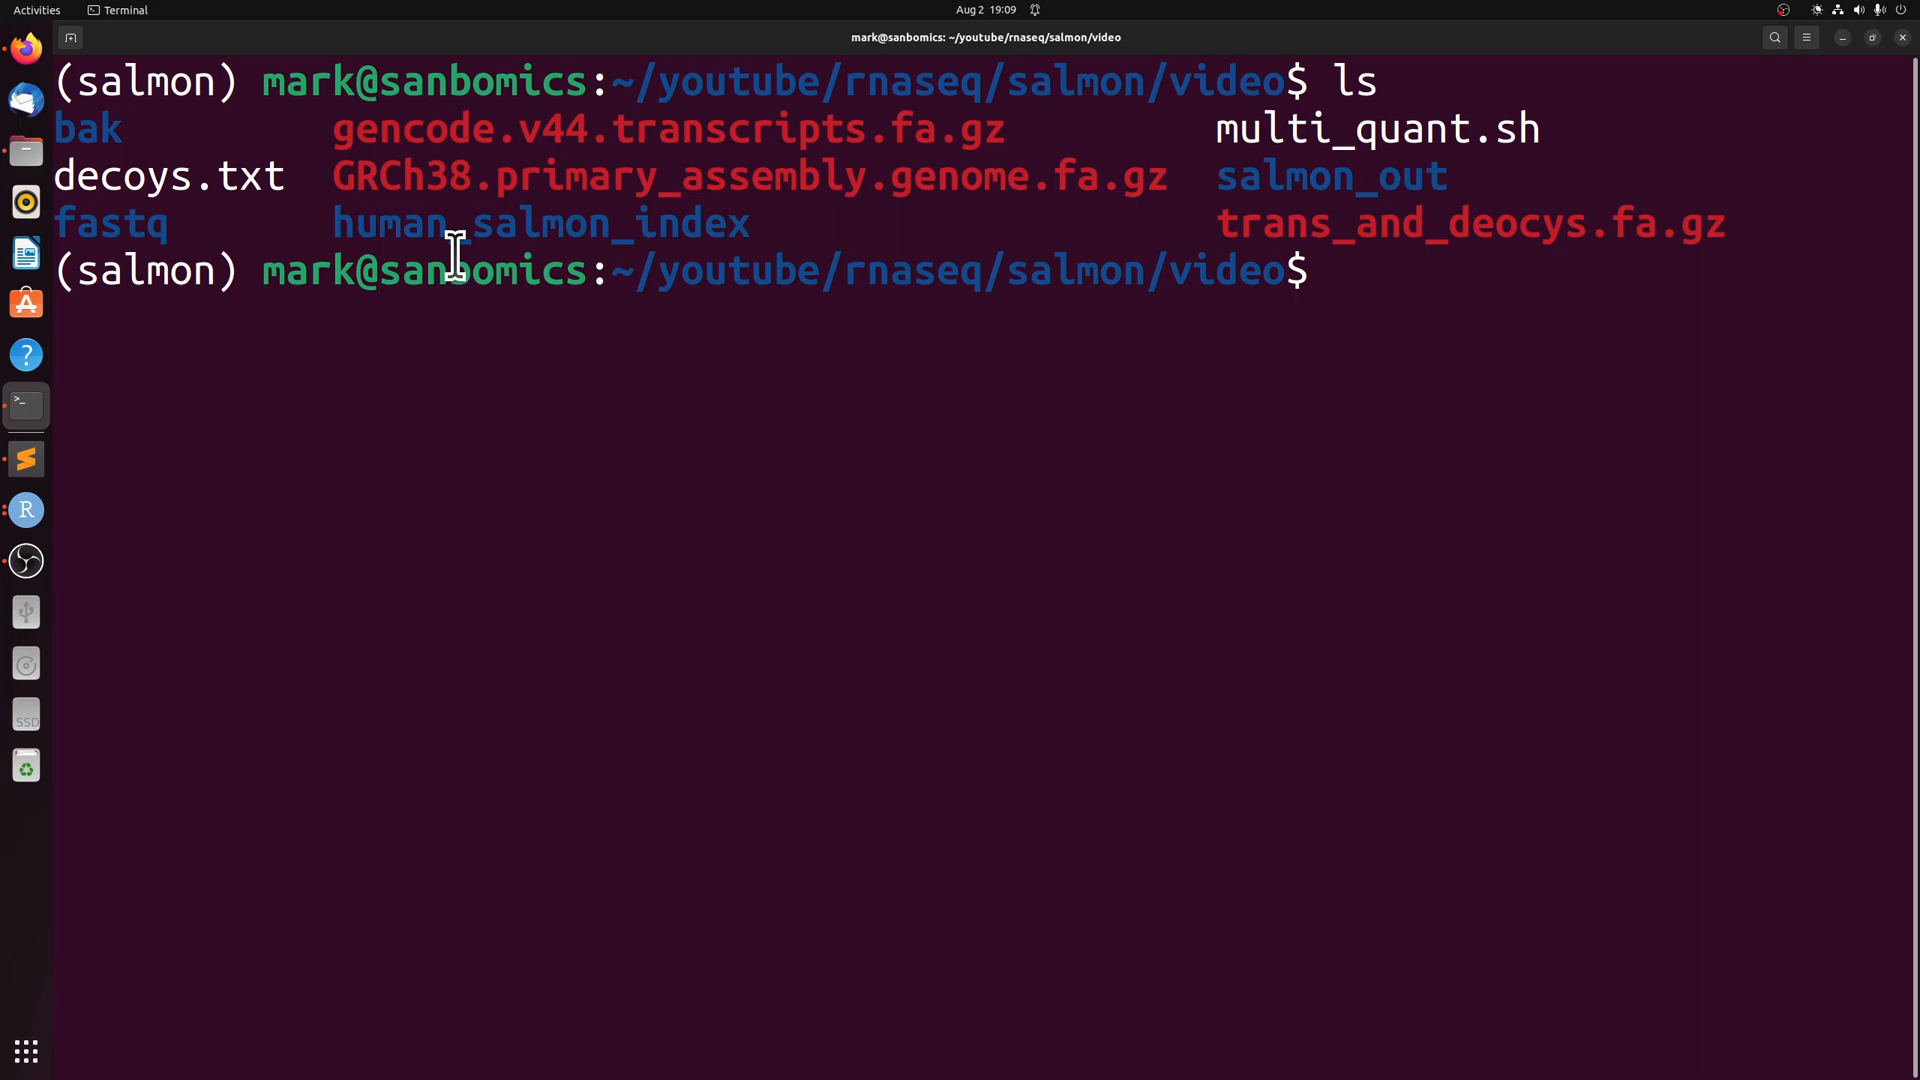 Activities Terminal Aug 2 19:09
mark@sanbomics: ~/youtube/rnaseq/salmon/video
(salmon) mark@sanbomics:~/youtube/rnaseq/salmon/video$ ls
bak gencode.v44.transcripts.fa.gz multi_quant.sh
decoys.txt GRCh38.primary_assembly.genome.fa.gz salmon_out
fastq human_salmon_index trans_and_deocys.fa.gz
(salmon) mark@sanbomics:~/youtube/rnaseq/salmon/video$
R
SSD